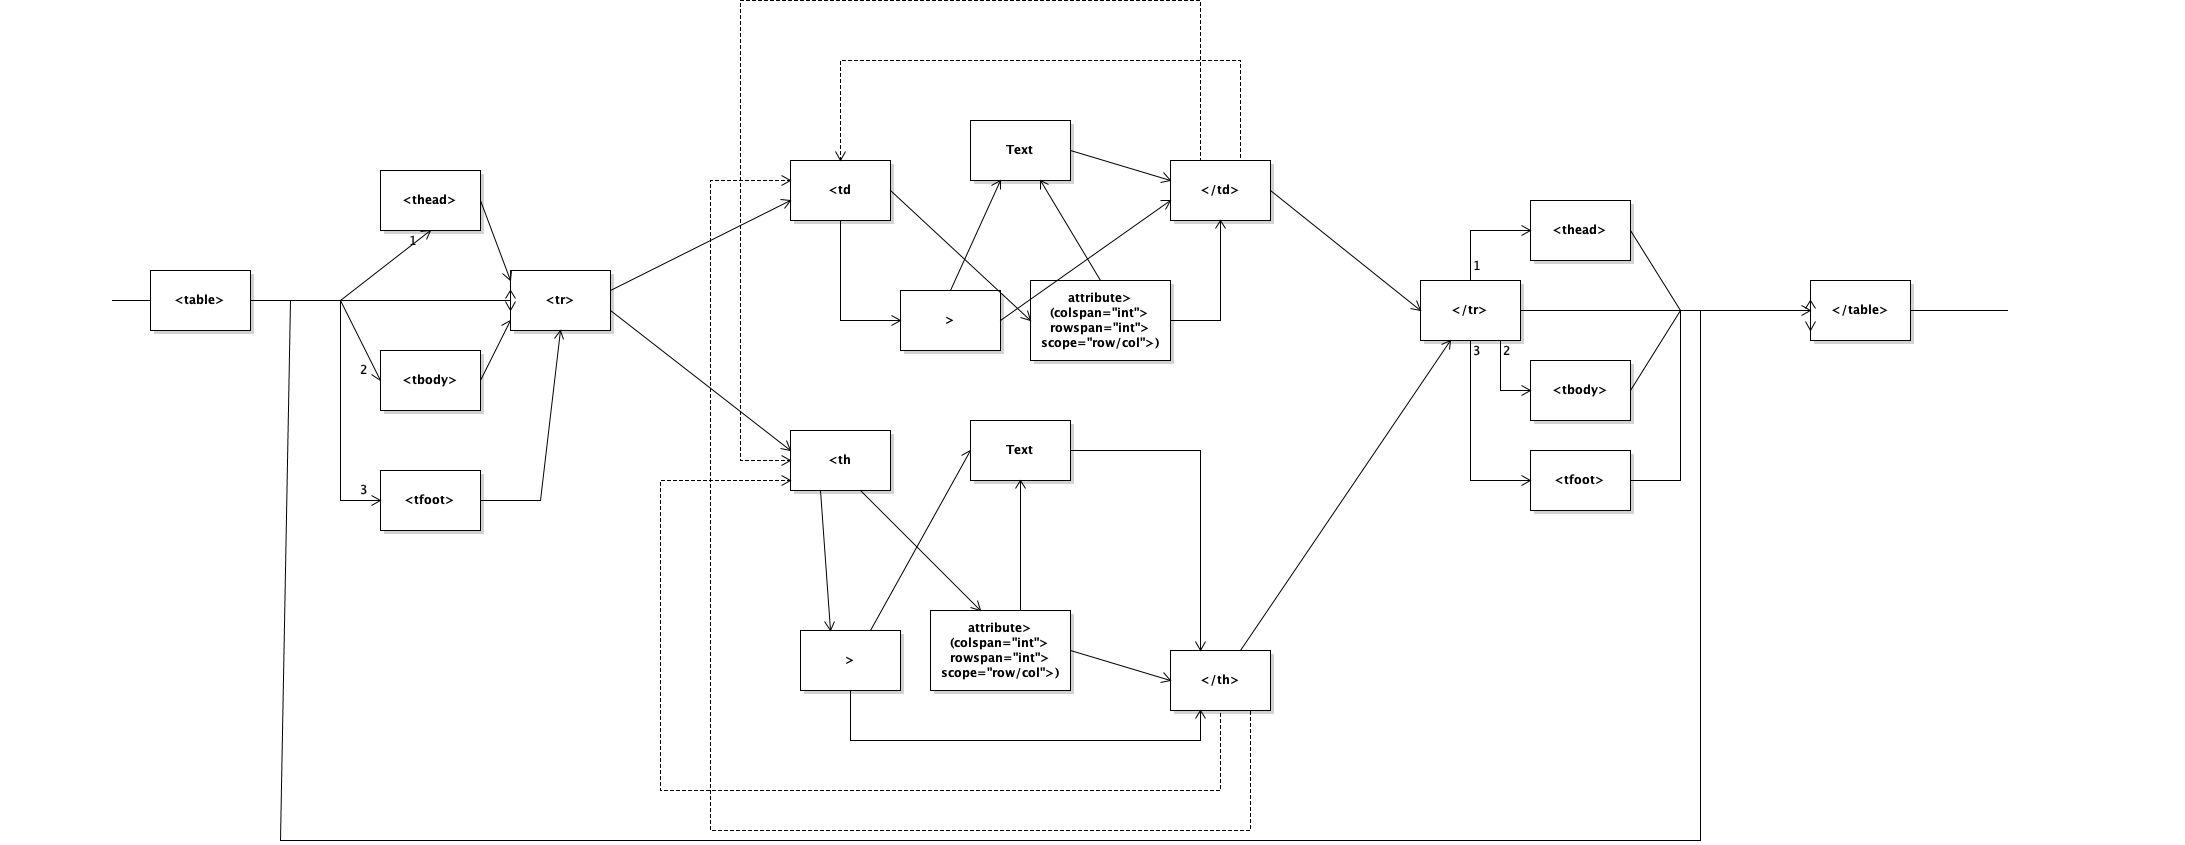 Text
<td
</td>
<thead>
1
<thead>
1
<table>
<tr>
>
attribute>
(colspan="int">
rowspan="int">
scope="row/col">)
</tr>
</table>
2
<tbody>
3
2
<tbody>
3
<tfoot>
<th
Text
<tfoot>
>
attribute>
(colspan="int">
rowspan="int">
scope="row/col">)
</th>